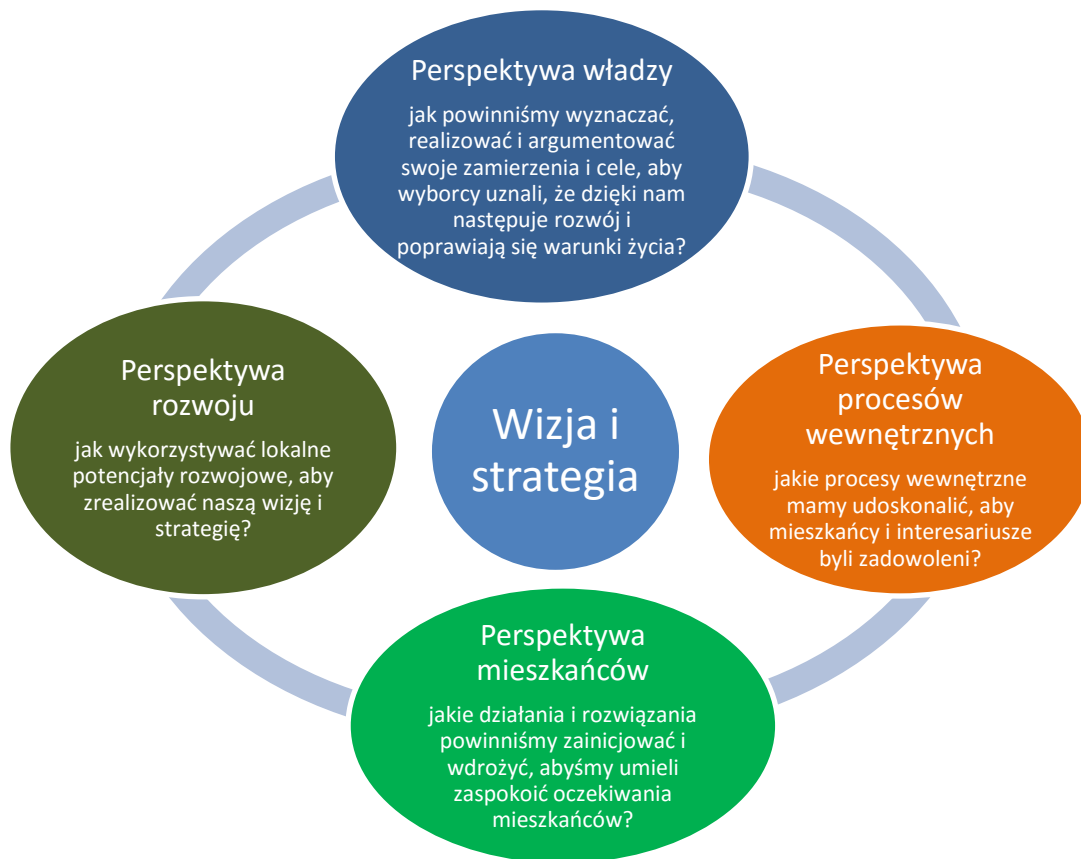 Perspektywa władzy
jak powinniśmy wyznaczać,
realizować i argumentować
swoje zamierzenia i cele, aby
wyborcy uznali, że dzięki nam
następuje rozwój i
poprawiają się warunki życia?
Perspektywa
rozwoju
jak wykorzystywać lokalne
potencjały rozwojowe, aby
zrealizować naszą wizję i
strategię?
Wizja i
strategia
Perspektywa
procesów
wewnętrznych
jakie procesy wewnętrzne
mamy udoskonalić, aby
mieszkańcy i interesariusze
byli zadowoleni?
Perspektywa
mieszkańców
jakie działania i rozwiązania
powinniśmy zainicjować i
wdrożyć, abyśmy umieli
zaspokoić oczekiwania
mieszkańców?